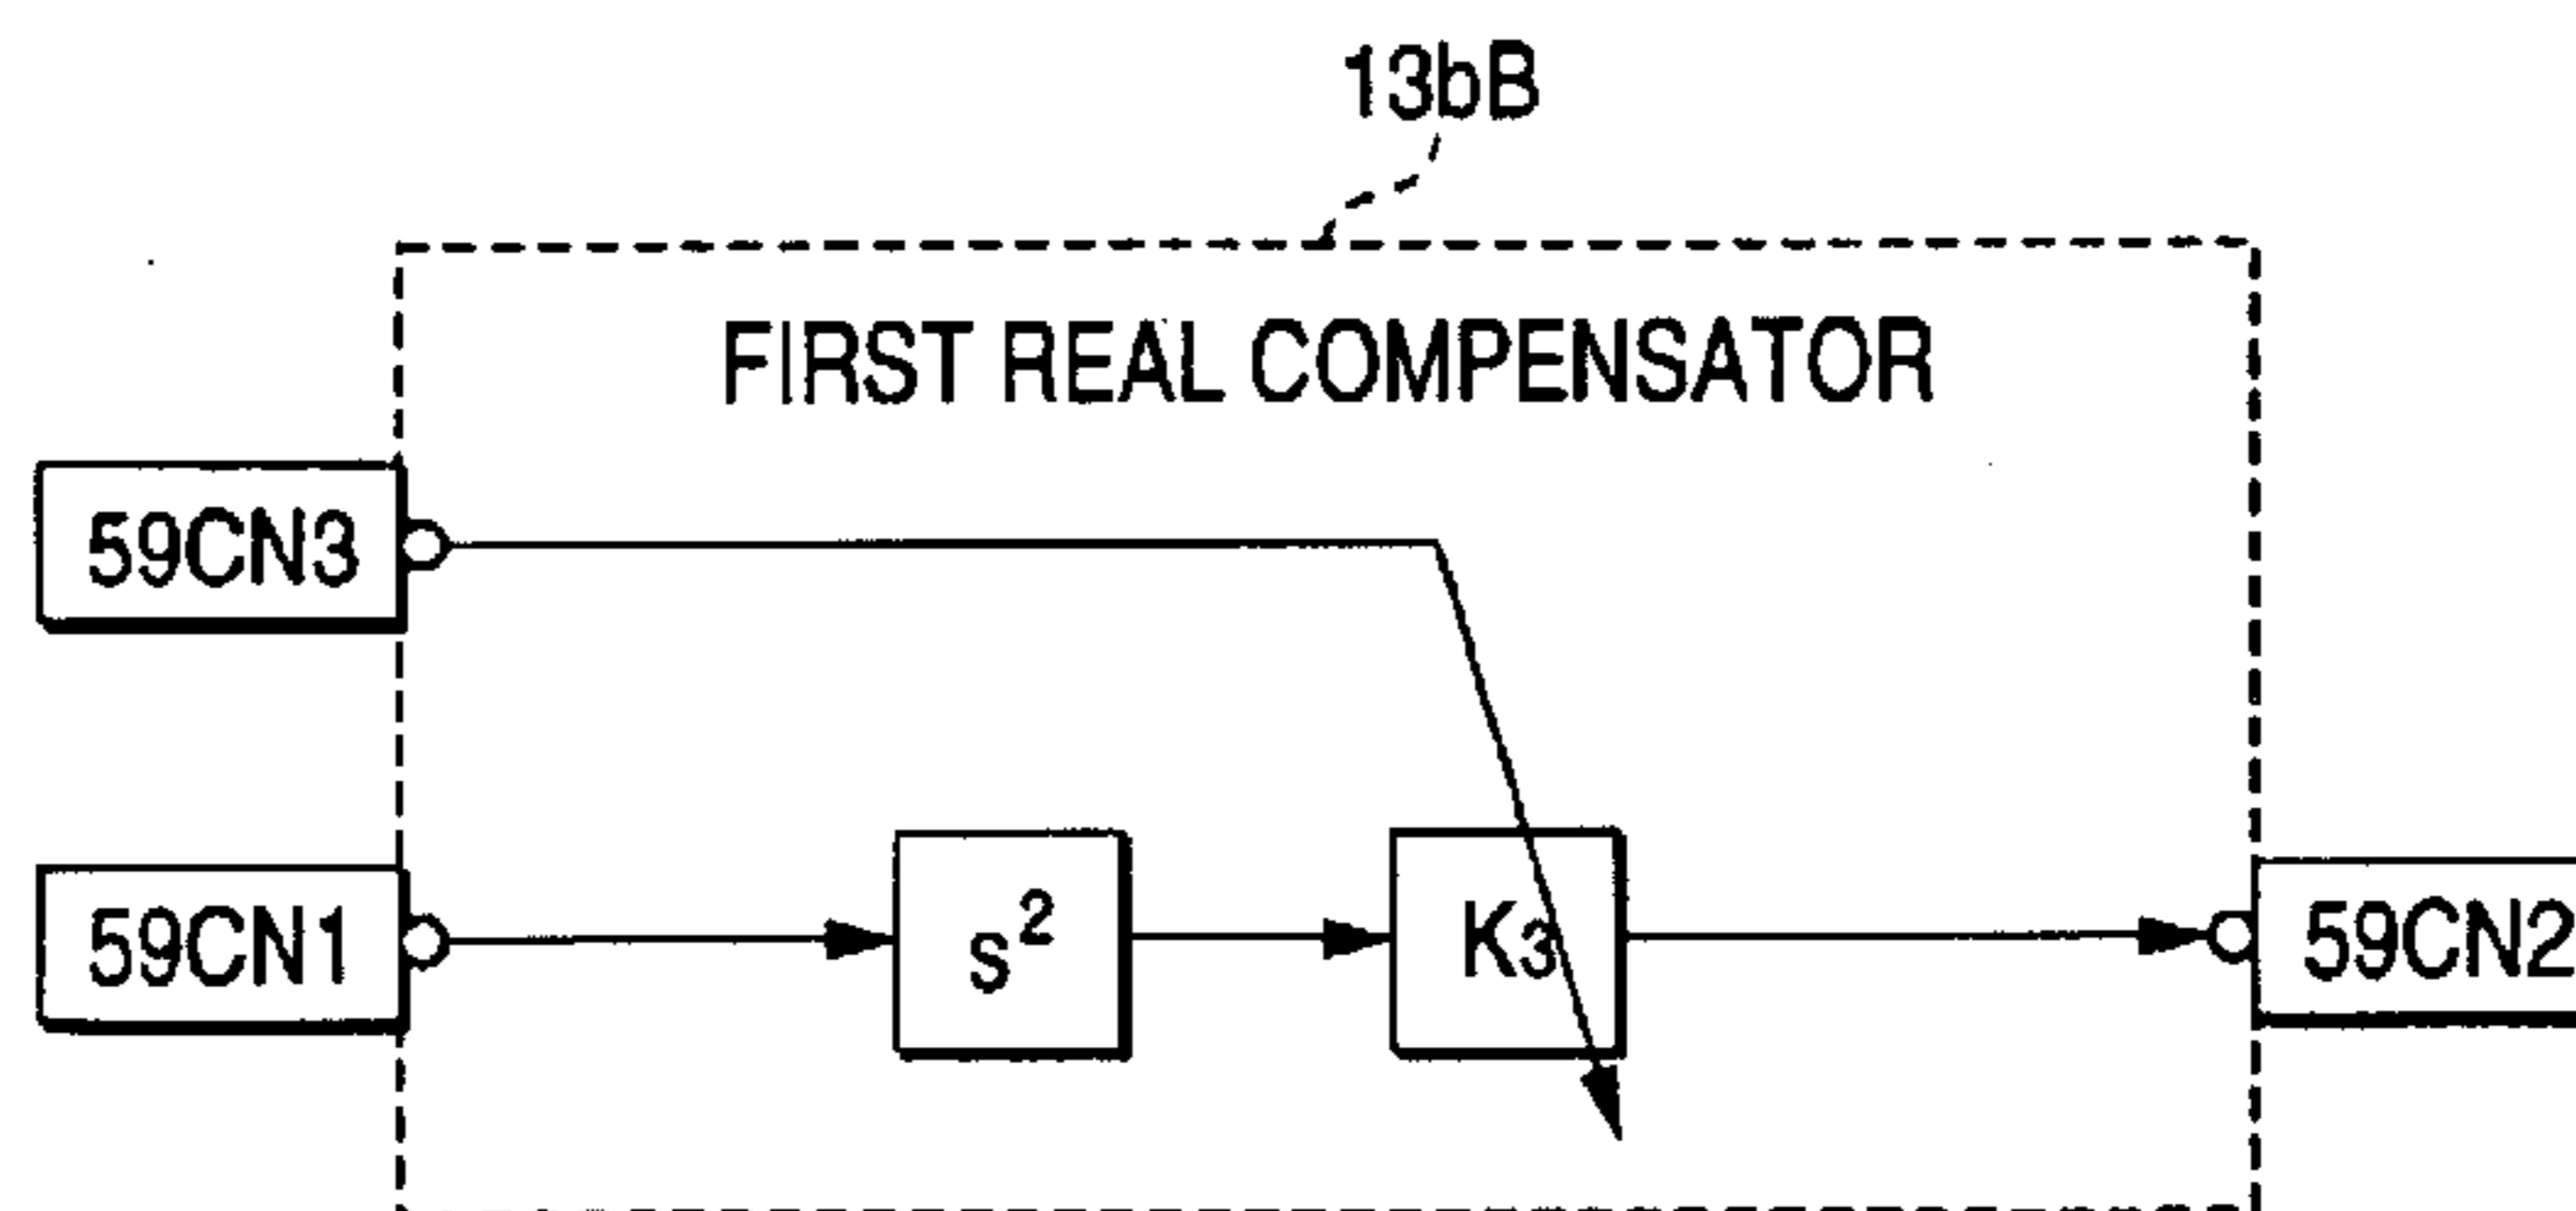 13bB
FIRST REAL COMPENSATOR
59CN3
59CN1
s²
K3
59CN2